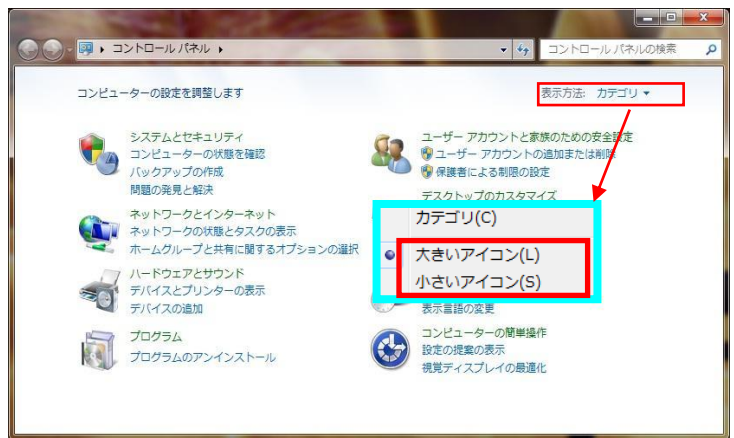 コントロール パネル
コントロール パネルの検索
コンピューターの設定を調整します
表示方法: カテゴリ
システムとセキュリティ
コンピューターの状態を確認
バックアップの作成
問題の発見と解決
ネットワークとインターネット
ネットワークの状態とタスクの表示
ホームグループと共有に関するオプションの選択
ハードウェアとサウンド
デバイスとプリンターの表示
デバイスの追加
プログラム
プログラムのアンインストール
ユーザー アカウントと家族のための安全設定
ユーザー アカウントの追加または削除
保護者による制限の設定
デスクトップのカスタマイズ
カテゴリ(C)
大きいアイコン(L)
小さいアイコン(S)
表示言語の変更
コンピューターの簡単操作
設定の提案の表示
視覚ディスプレイの最適化